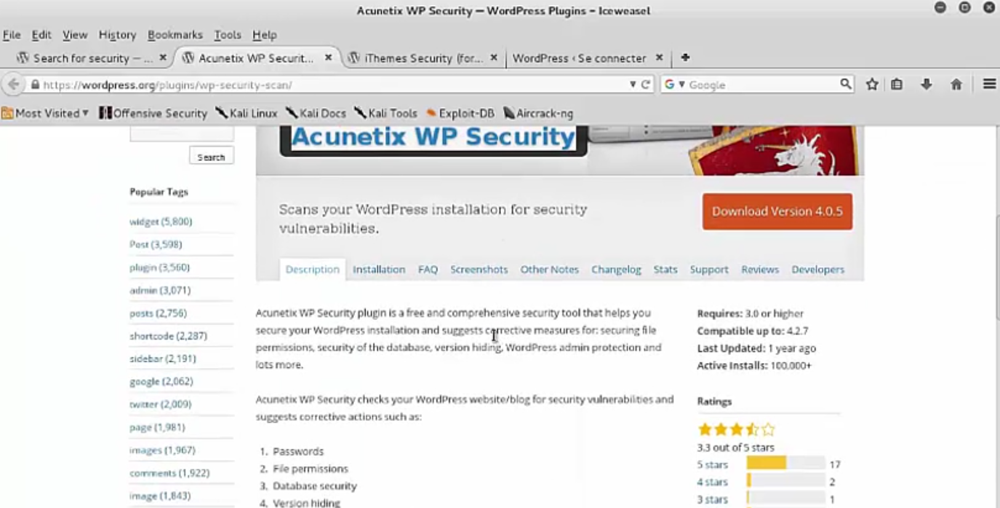 Acunetix WP Security — WordPress Plugins - Iceweasel
File Edit View History Bookmarks Tools Help
Search for security — ... Acunetix WP Securit... iThemes Security (for... WordPress ‹ Se connecter
https://wordpress.org/plugins/wp-security-scan/ Google
Most Visited Offensive Security Kali Linux Kali Docs Kali Tools Exploit-DB Aircrack-ng
Acunetix WP Security
Search
Popular Tags
widget (5,800)
Post (3,598)
plugin (3,560)
admin (3,071)
posts (2,756)
shortcode (2,287)
sidebar (2,191)
google (2,062)
twitter (2,009)
page (1,981)
images (1,967)
comments (1,922)
image (1,843)
Scans your WordPress installation for security
vulnerabilities.
Download Version 4.0.5
Description Installation FAQ Screenshots Other Notes Changelog Stats Support Reviews Developers
Acunetix WP Security plugin is a free and comprehensive security tool that helps you
secure your WordPress installation and suggests corrective measures for: securing file
permissions, security of the database, version hiding, WordPress admin protection and
lots more.
Acunetix WP Security checks your WordPress website/blog for security vulnerabilities and
suggests corrective actions such as:
1. Passwords
2. File permissions
3. Database security
4. Version hiding
Requires: 3.0 or higher
Compatible up to: 4.2.7
Last Updated: 1 year ago
Active Installs: 100,000+
Ratings
3.3 out of 5 stars
5 stars 17
4 stars 2
3 stars 1